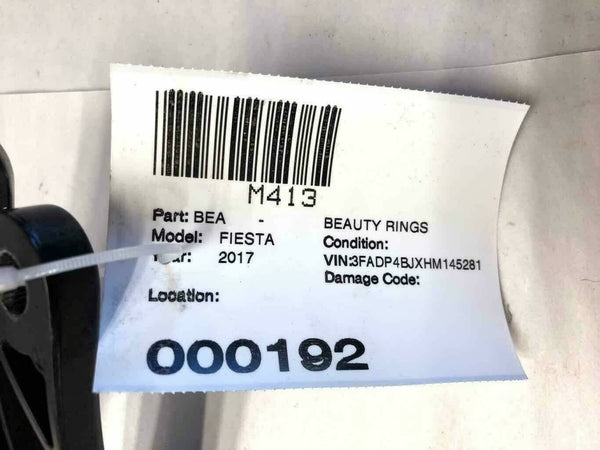 M413
Part: BEA - BEAUTY RINGS
Model: FIESTA Condition:
2017 VIN:3FADP4BJXHM145281
Damage Code:
Location:
000192